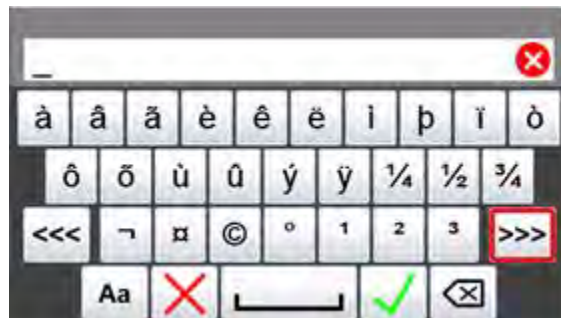 _
à â ã è ê ë ì þ ï ò
ô õ ù û ý ÿ ¼ ½ ¾
<<< ¬ ¤ © º ¹ ² ³ >>>
Aa